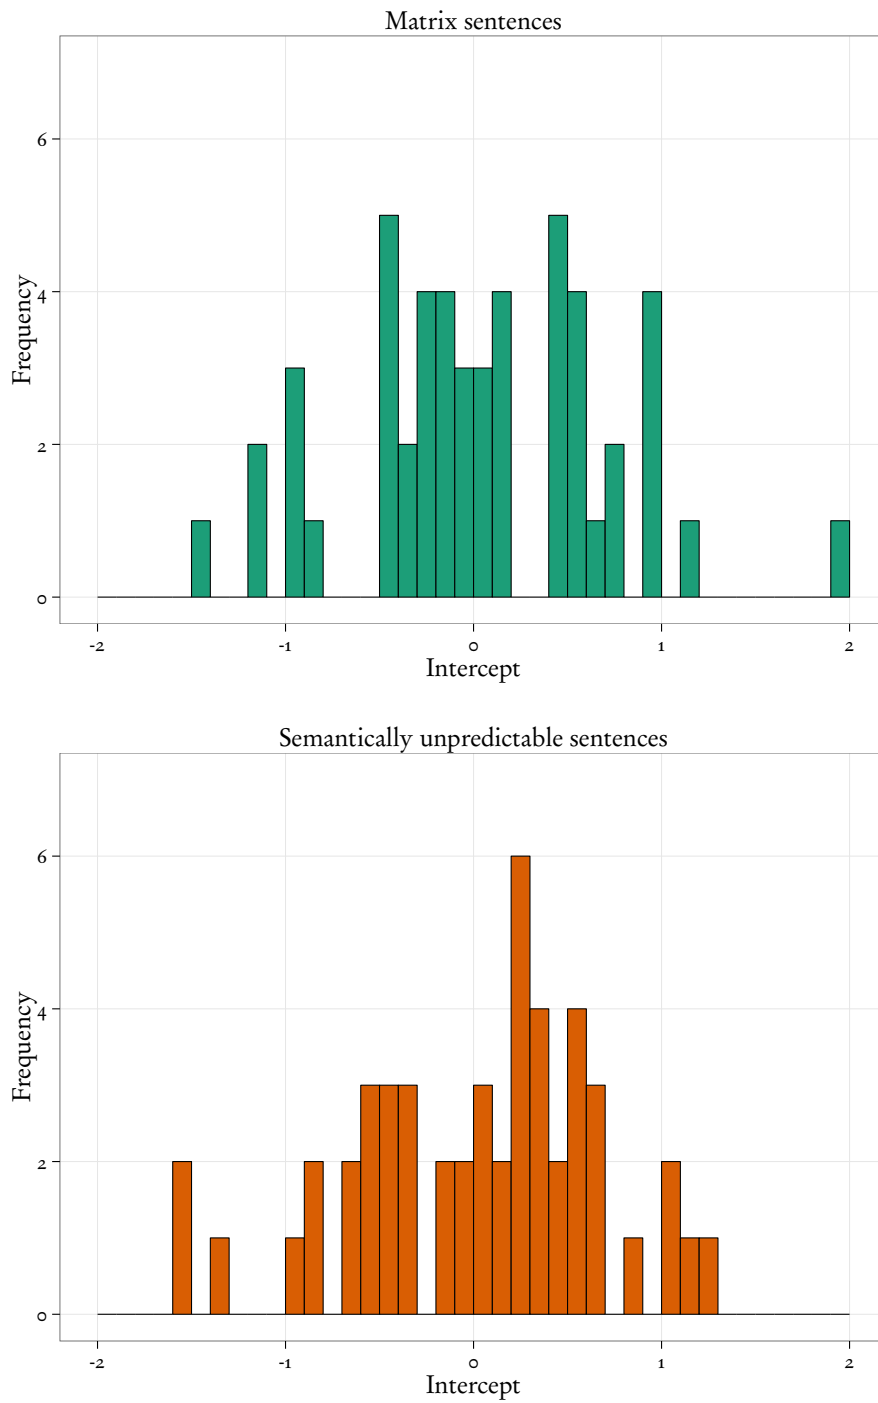 Matrix sentences
6
4
2
0
Frequency
-2 -1 0 1 2
Intercept
Semantically unpredictable sentences
6
4
2
0
Frequency
-2 -1 0 1 2
Intercept